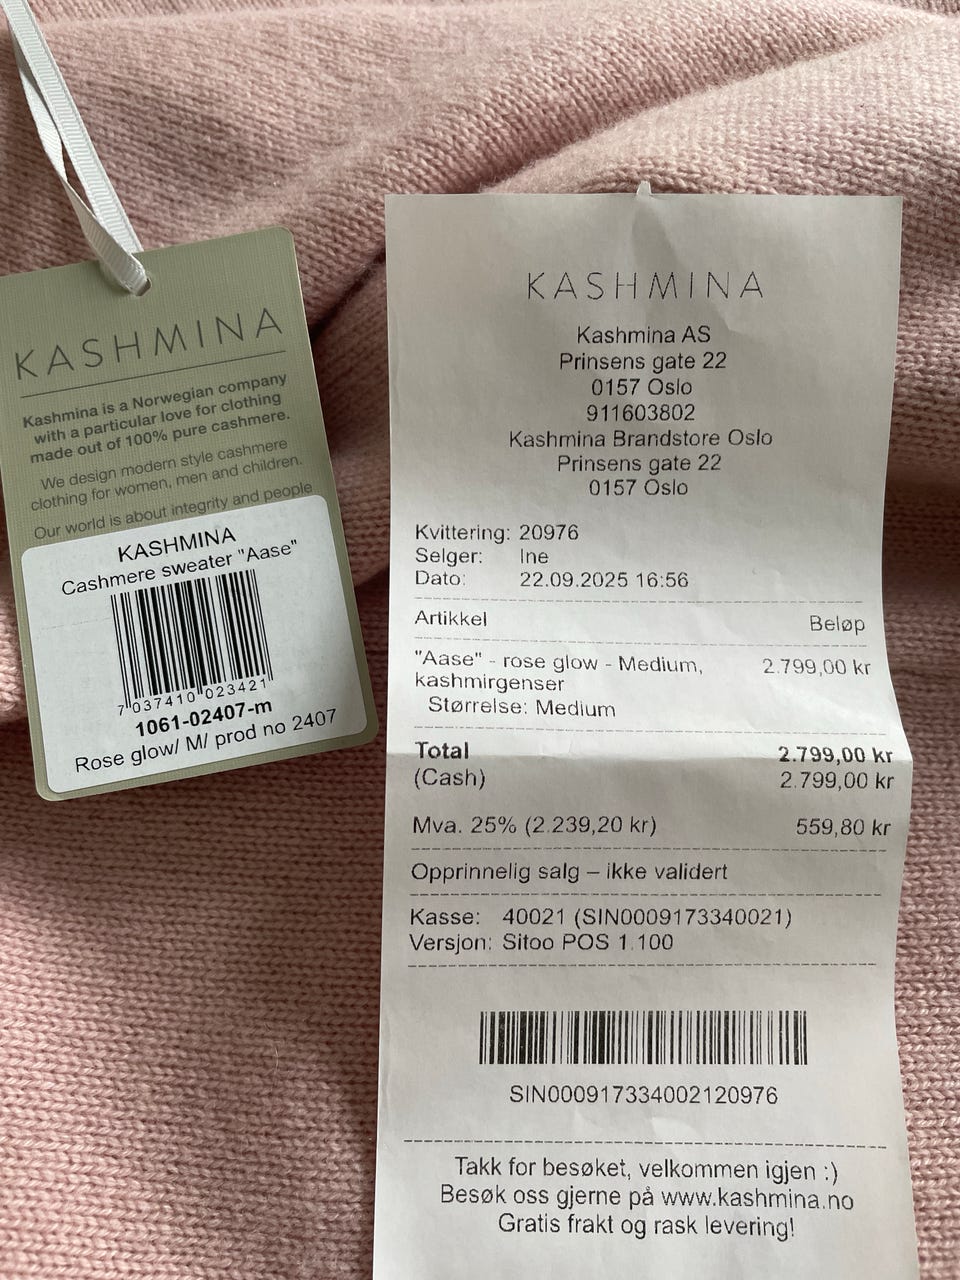 KASHMINA
Kashmina is a Norwegian company
with a particular love for clothing
made out of 100% pure cashmere.
We design modern style cashmere
clothing for women, men and children.
Our world is about integrity and people
KASHMINA
Cashmere sweater "Aase"
7 037410 023421
1061-02407-m
Rose glow/ M/ prod no 2407
KASHMINA
Kashmina AS
Prinsens gate 22
0157 Oslo
911603802
Kashmina Brandstore Oslo
Prinsens gate 22
0157 Oslo
Kvittering: 20976
Selger: Ine
Dato: 22.09.2025 16:56
Artikkel Beløp
"Aase" - rose glow - Medium, 2.799,00 kr
kashmirgenser
Størrelse: Medium
Total 2.799,00 kr
(Cash) 2.799,00 kr
Mva. 25% (2.239,20 kr) 559,80 kr
Opprinnelig salg – ikke validert
Kasse: 40021 (SIN0009173340021)
Versjon: Sitoo POS 1.100
SIN000917334002120976
Takk for besøket, velkommen igjen :)
Besøk oss gjerne på www.kashmina.no
Gratis frakt og rask levering!